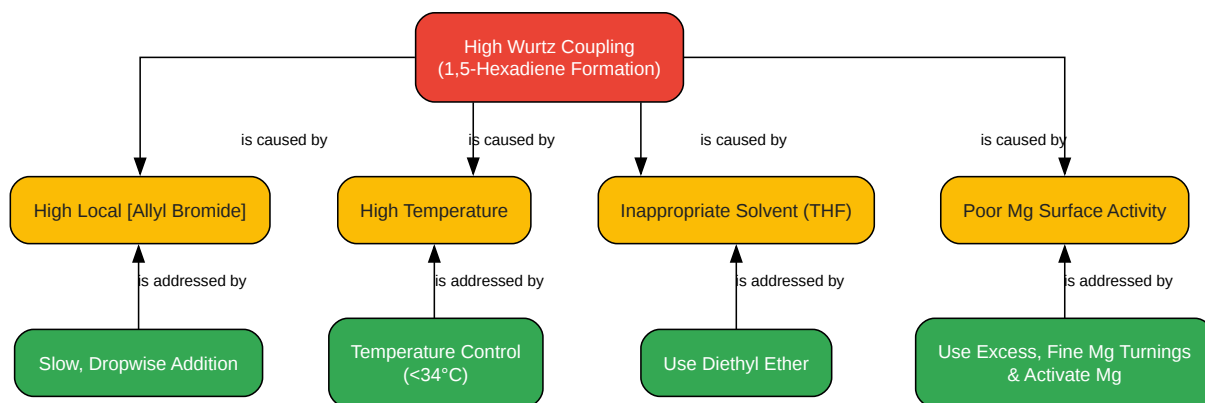 High Wurtz Coupling
(1,5-Hexadiene Formation)
is caused by
is caused by
is caused by
is caused by
High Local [Allyl Bromide]
High Temperature
Inappropriate Solvent (THF)
Poor Mg Surface Activity
is addressed by
is addressed by
is addressed by
is addressed by
Slow, Dropwise Addition
Temperature Control
(<34°C)
Use Diethyl Ether
Use Excess, Fine Mg Turnings
& Activate Mg